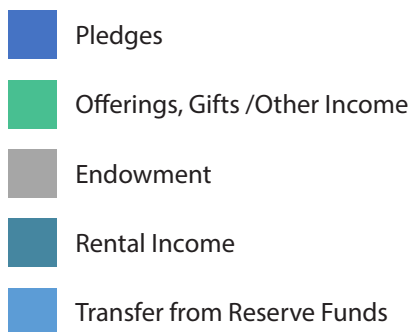 Pledges
Offerings, Gifts /Other Income
Endowment
Rental Income
Transfer from Reserve Funds